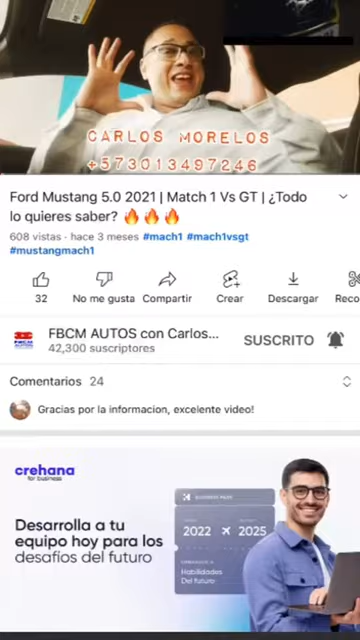 CARLOS MORELOS
+573013497246
Ford Mustang 5.0 2021 | Match 1 Vs GT | ¿Todo
lo quieres saber? 🔥🔥🔥
608 vistas · hace 3 meses #mach1 #mach1vsgt
#mustangmach1
32 No me gusta Compartir Crear Descargar Reco
FBCM AUTOS con Carlos... SUSCRITO
42,300 suscriptores
Comentarios 24
Gracias por la informacion, excelente video!
crehana
for business
Desarrolla a tu
equipo hoy para los
desafíos del futuro
2022 2025
Habilidades
Del futuro